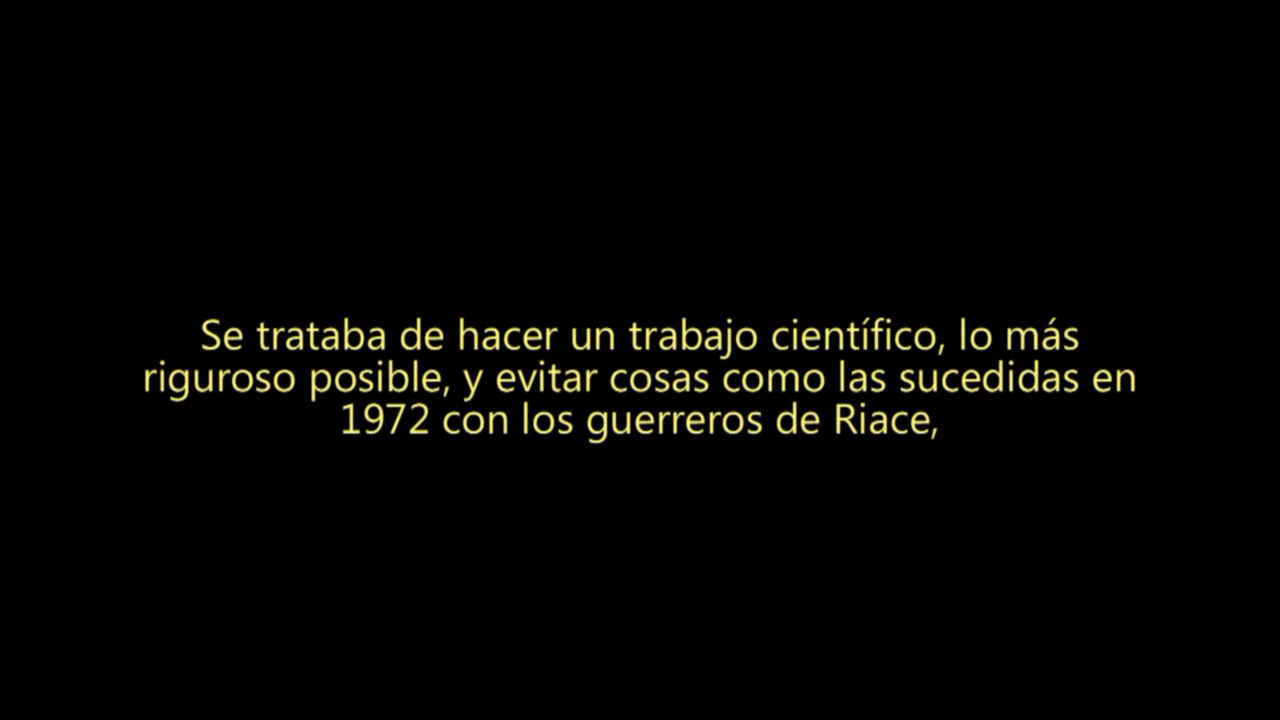 Se trataba de hacer un trabajo científico, lo más
riguroso posible, y evitar cosas como las sucedidas en
1972 con los guerreros de Riace,